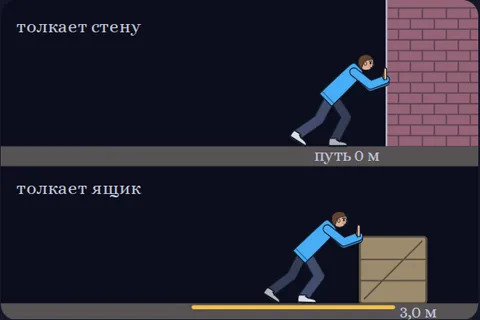 толкает стену
путь 0 м
толкает ящик
3,0 м